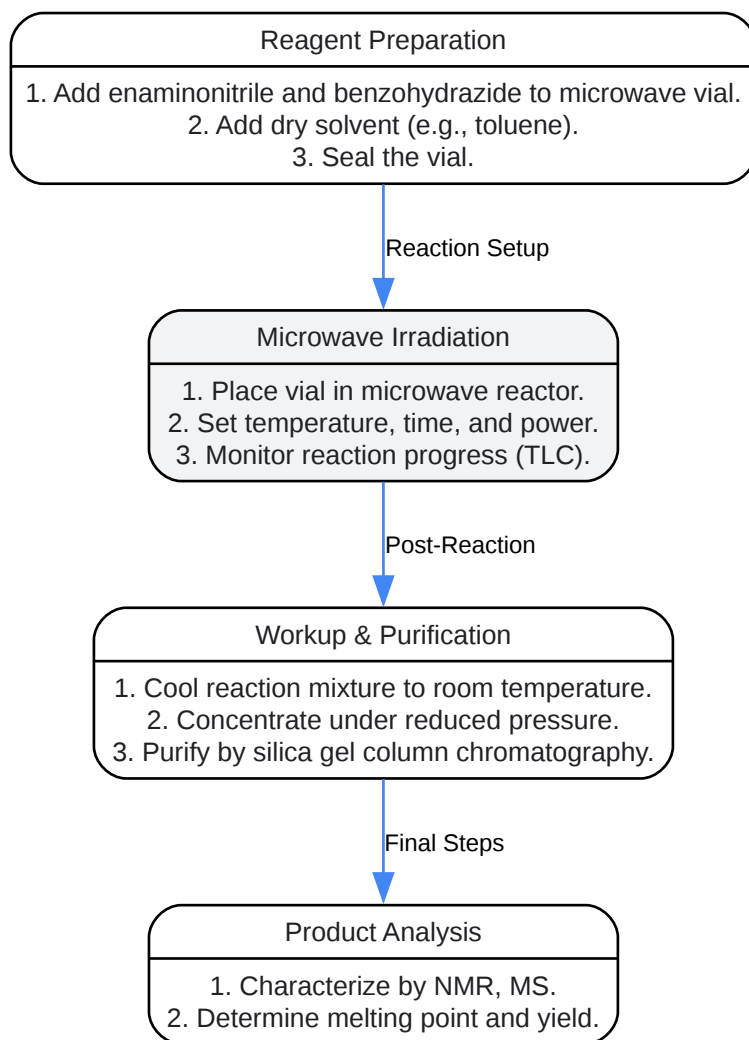 Reagent Preparation
1. Add enaminonitrile and benzohydrazide to microwave vial.
2. Add dry solvent (e.g., toluene).
3. Seal the vial.
Reaction Setup
Microwave Irradiation
1. Place vial in microwave reactor.
2. Set temperature, time, and power.
3. Monitor reaction progress (TLC).
Post-Reaction
Workup & Purification
1. Cool reaction mixture to room temperature.
2. Concentrate under reduced pressure.
3. Purify by silica gel column chromatography.
Final Steps
Product Analysis
1. Characterize by NMR, MS.
2. Determine melting point and yield.